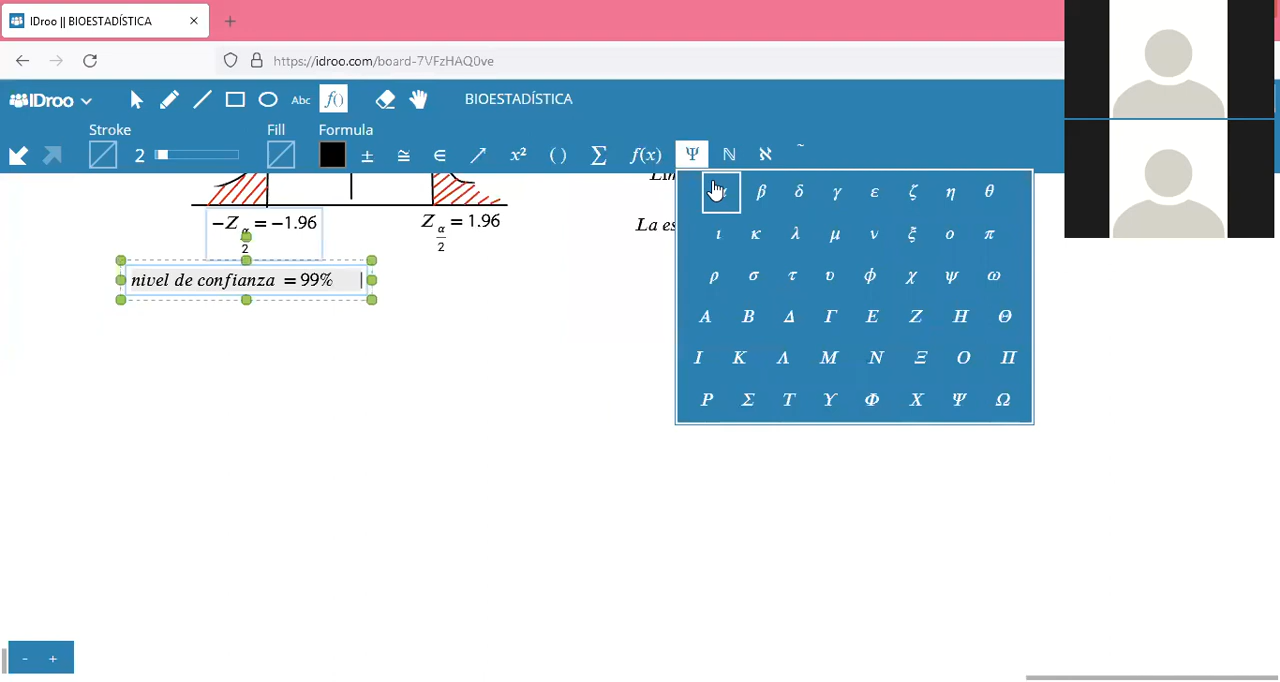 IDroo || BIOESTADÍSTICA
https://idroo.com/board-7VFzHAQ0ve
IDroo Abc f() BIOESTADÍSTICA
Stroke Fill Formula
2 ± ≅ ∈ x² ( ) ∑ f(x) Ψ ℕ ℵ ~
−Z α/2 = −1.96 Z α/2 = 1.96
La es
nivel de confianza = 99%
β δ γ ε ζ η θ
ι κ λ μ ν ξ ο π
ρ σ τ υ ϕ χ ψ ω
Α Β Δ Γ Ε Ζ Η Θ
Ι Κ Λ Μ Ν Ξ Ο Π
Ρ Σ Τ Υ Φ Χ Ψ Ω
- +